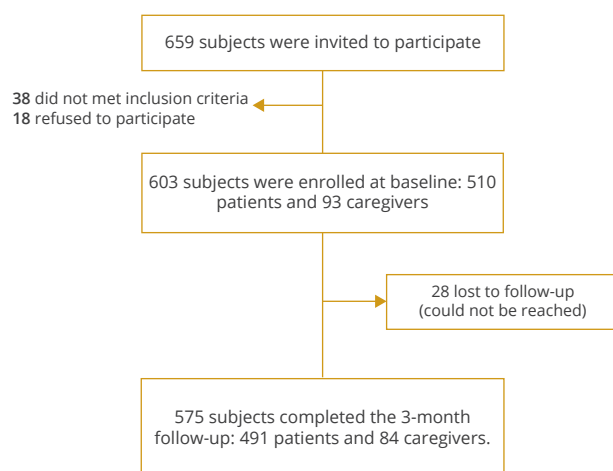 659 subjects were invited to participate
38 did not met inclusion criteria
18 refused to participate
603 subjects were enrolled at baseline: 510
patients and 93 caregivers
28 lost to follow-up
(could not be reached)
575 subjects completed the 3-month
follow-up: 491 patients and 84 caregivers.